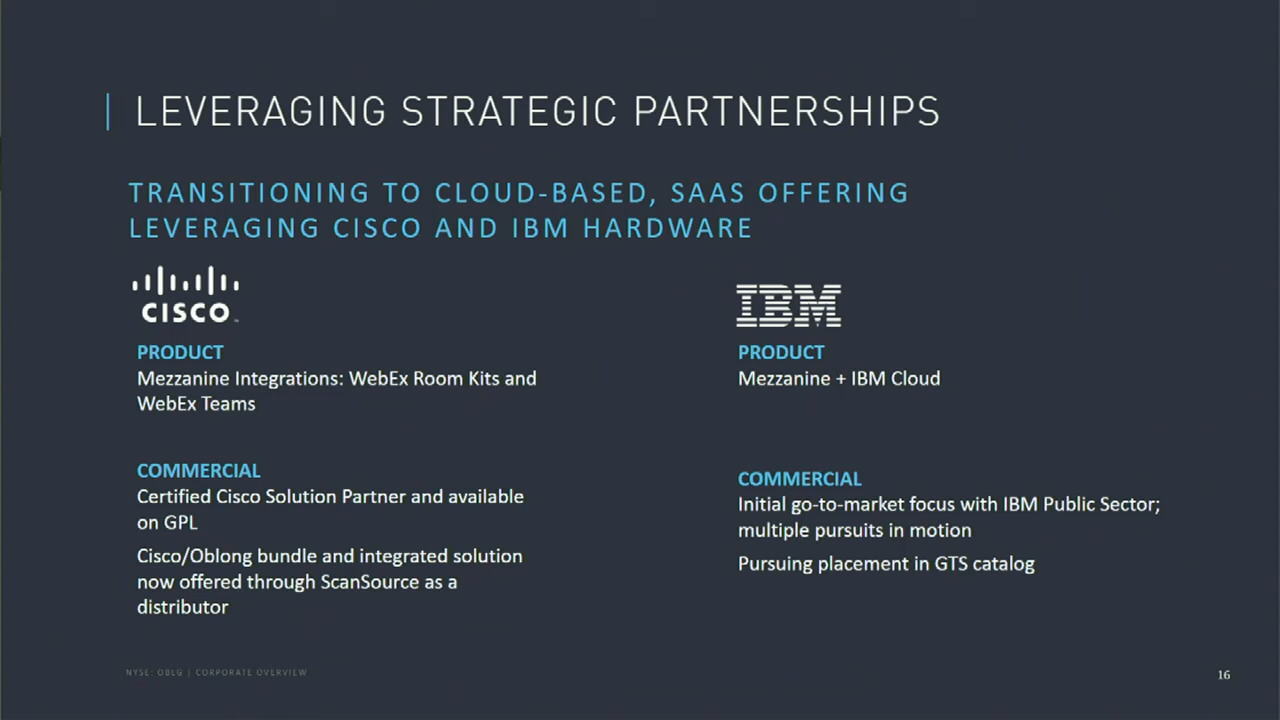 LEVERAGING STRATEGIC PARTNERSHIPS
TRANSITIONING TO CLOUD-BASED, SAAS OFFERING
LEVERAGING CISCO AND IBM HARDWARE
CISCO
PRODUCT
Mezzanine Integrations: WebEx Room Kits and
WebEx Teams
COMMERCIAL
Certified Cisco Solution Partner and available
on GPL
Cisco/Oblong bundle and integrated solution
now offered through ScanSource as a
distributor
IBM
PRODUCT
Mezzanine + IBM Cloud
COMMERCIAL
Initial go-to-market focus with IBM Public Sector;
multiple pursuits in motion
Pursuing placement in GTS catalog
NYSE: OBLG | CORPORATE OVERVIEW
16